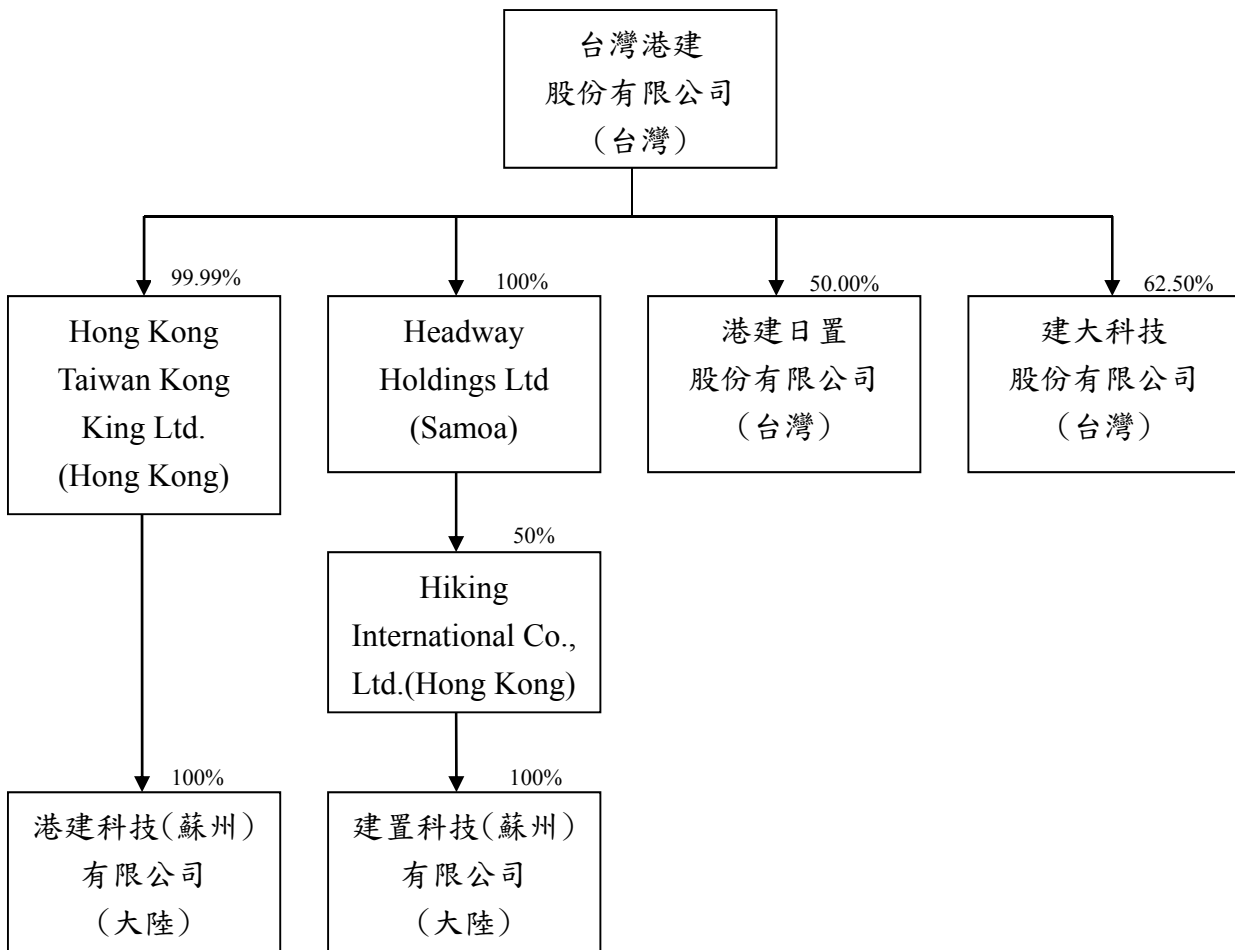 台灣港建
股份有限公司
（台灣）
99.99%
100%
50.00%
62.50%
Hong Kong
Taiwan Kong
King Ltd.
(Hong Kong)
Headway
Holdings Ltd
(Samoa)
港建日置
股份有限公司
（台灣）
建大科技
股份有限公司
（台灣）
50%
Hiking
International Co.,
Ltd.(Hong Kong)
100%
100%
港建科技(蘇州)
有限公司
（大陸）
建置科技(蘇州)
有限公司
（大陸）